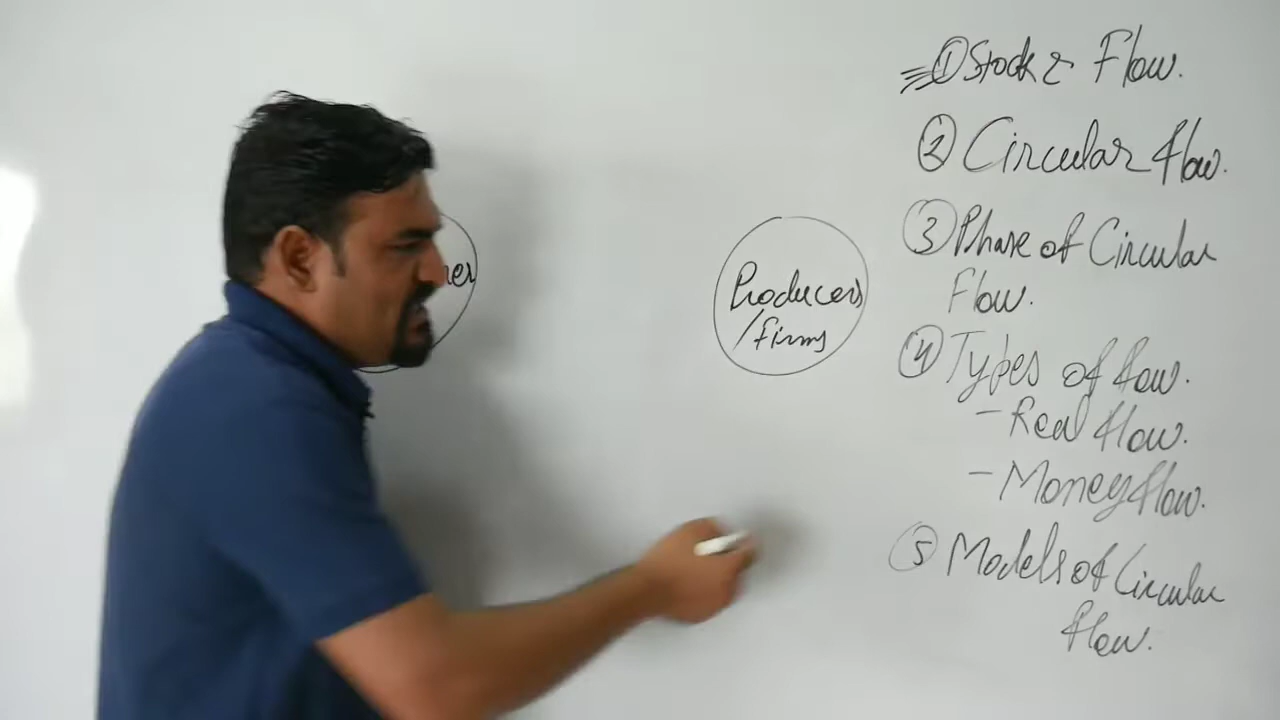 ① Stock & Flow.
② Circular flow.
③ Phase of Circular
Flow.
④ Types of flow.
- Real flow.
- Money flow.
⑤ Models of Circular
flow.
Producers
/firms